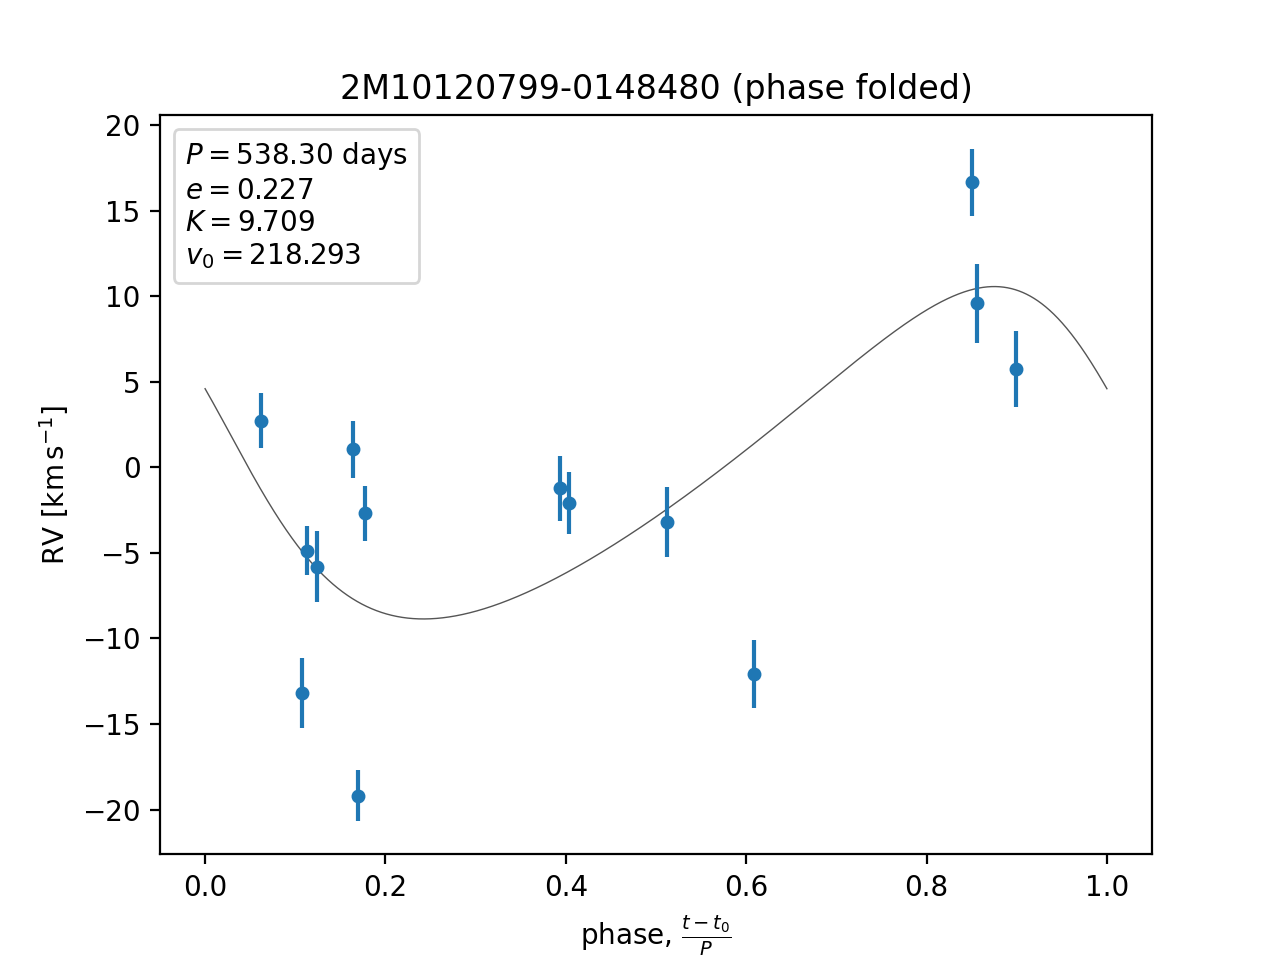 2M10120799-0148480 (phase folded)
P = 538.30 days
e = 0.227
K = 9.709
v₀ = 218.293
20
15
10
5
0
−5
−10
−15
−20
RV [km s⁻¹]
0.0 0.2 0.4 0.6 0.8 1.0
phase, (t − t₀)/P